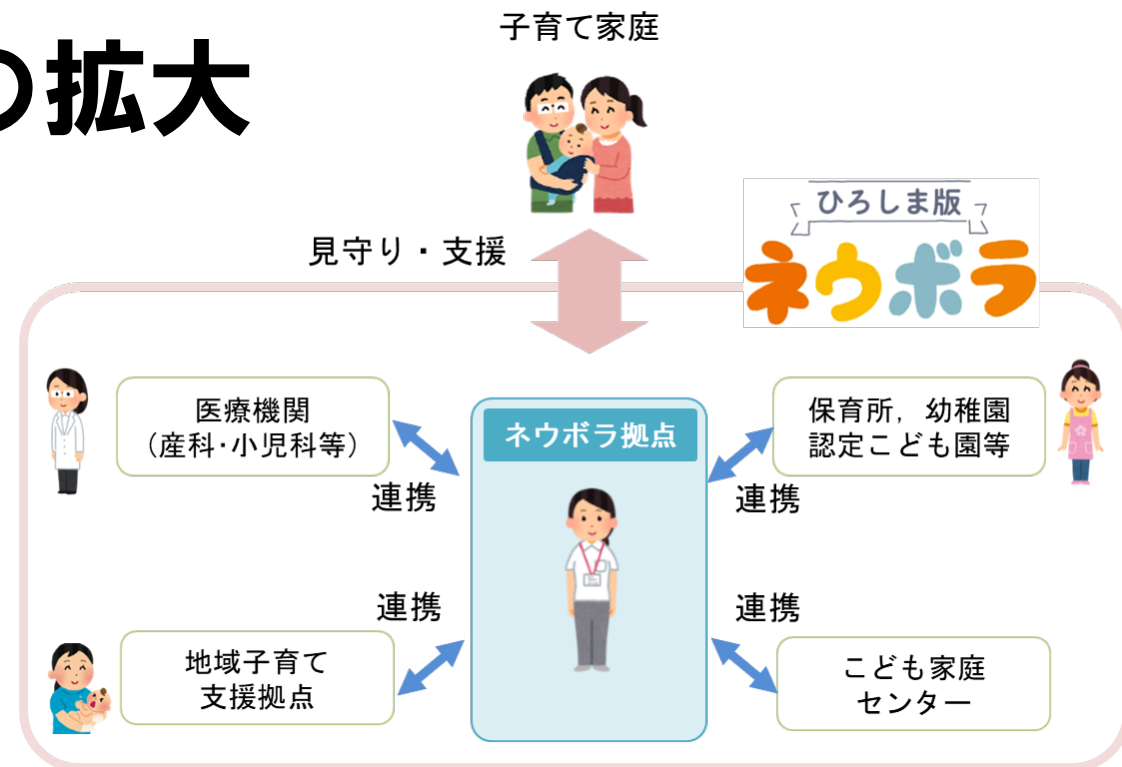 の拡大
子育て家庭
ひろしま版
ネウボラ
見守り・支援
医療機関
(産科・小児科等)
ネウボラ拠点
保育所，幼稚園
認定こども園等
連携
連携
連携
連携
地域子育て
支援拠点
こども家庭
センター